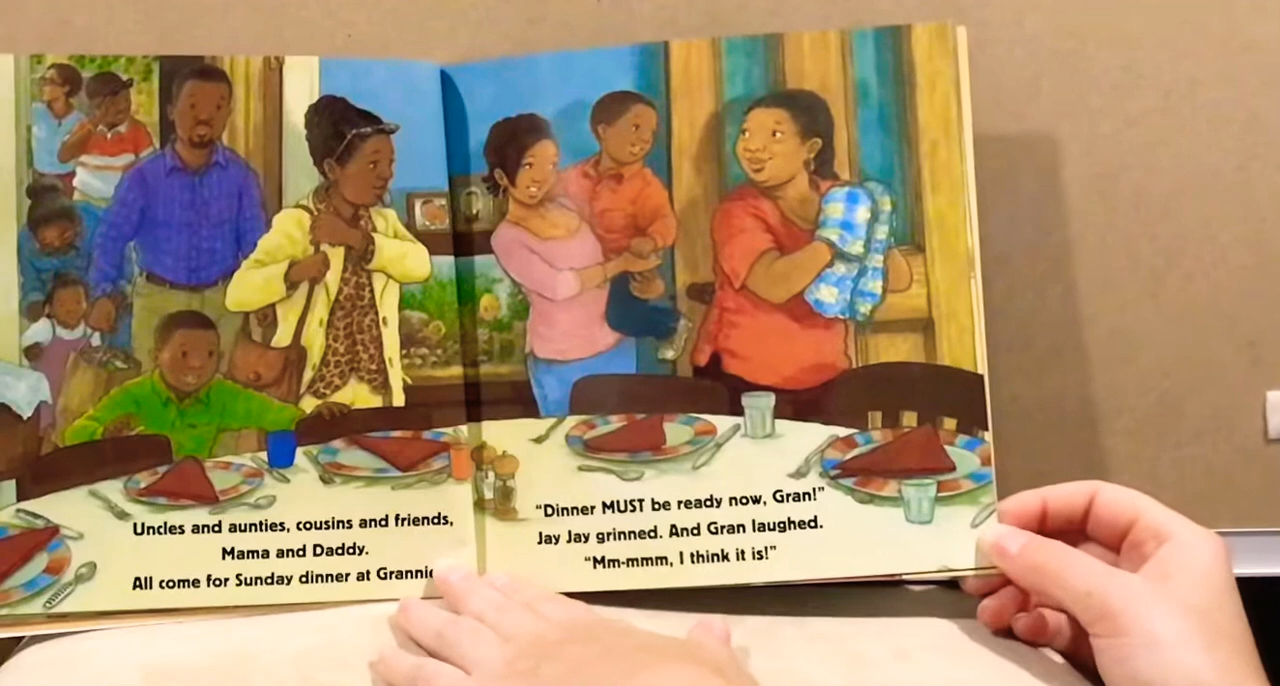 Uncles and aunties, cousins and friends,
Mama and Daddy.
All come for Sunday dinner at
“Dinner MUST be ready now, Gran!”
Jay Jay grinned. And Gran laughed.
“Mm-mmm, I think it is!”